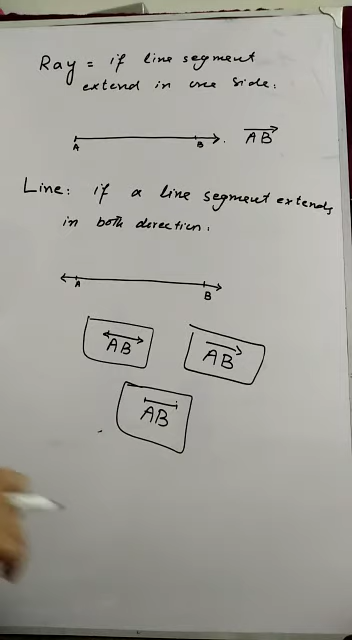 Ray = if line segment
extend in one side.
A B. AB
Line: if a line segment extends
in both direction.
A B
AB AB
AB